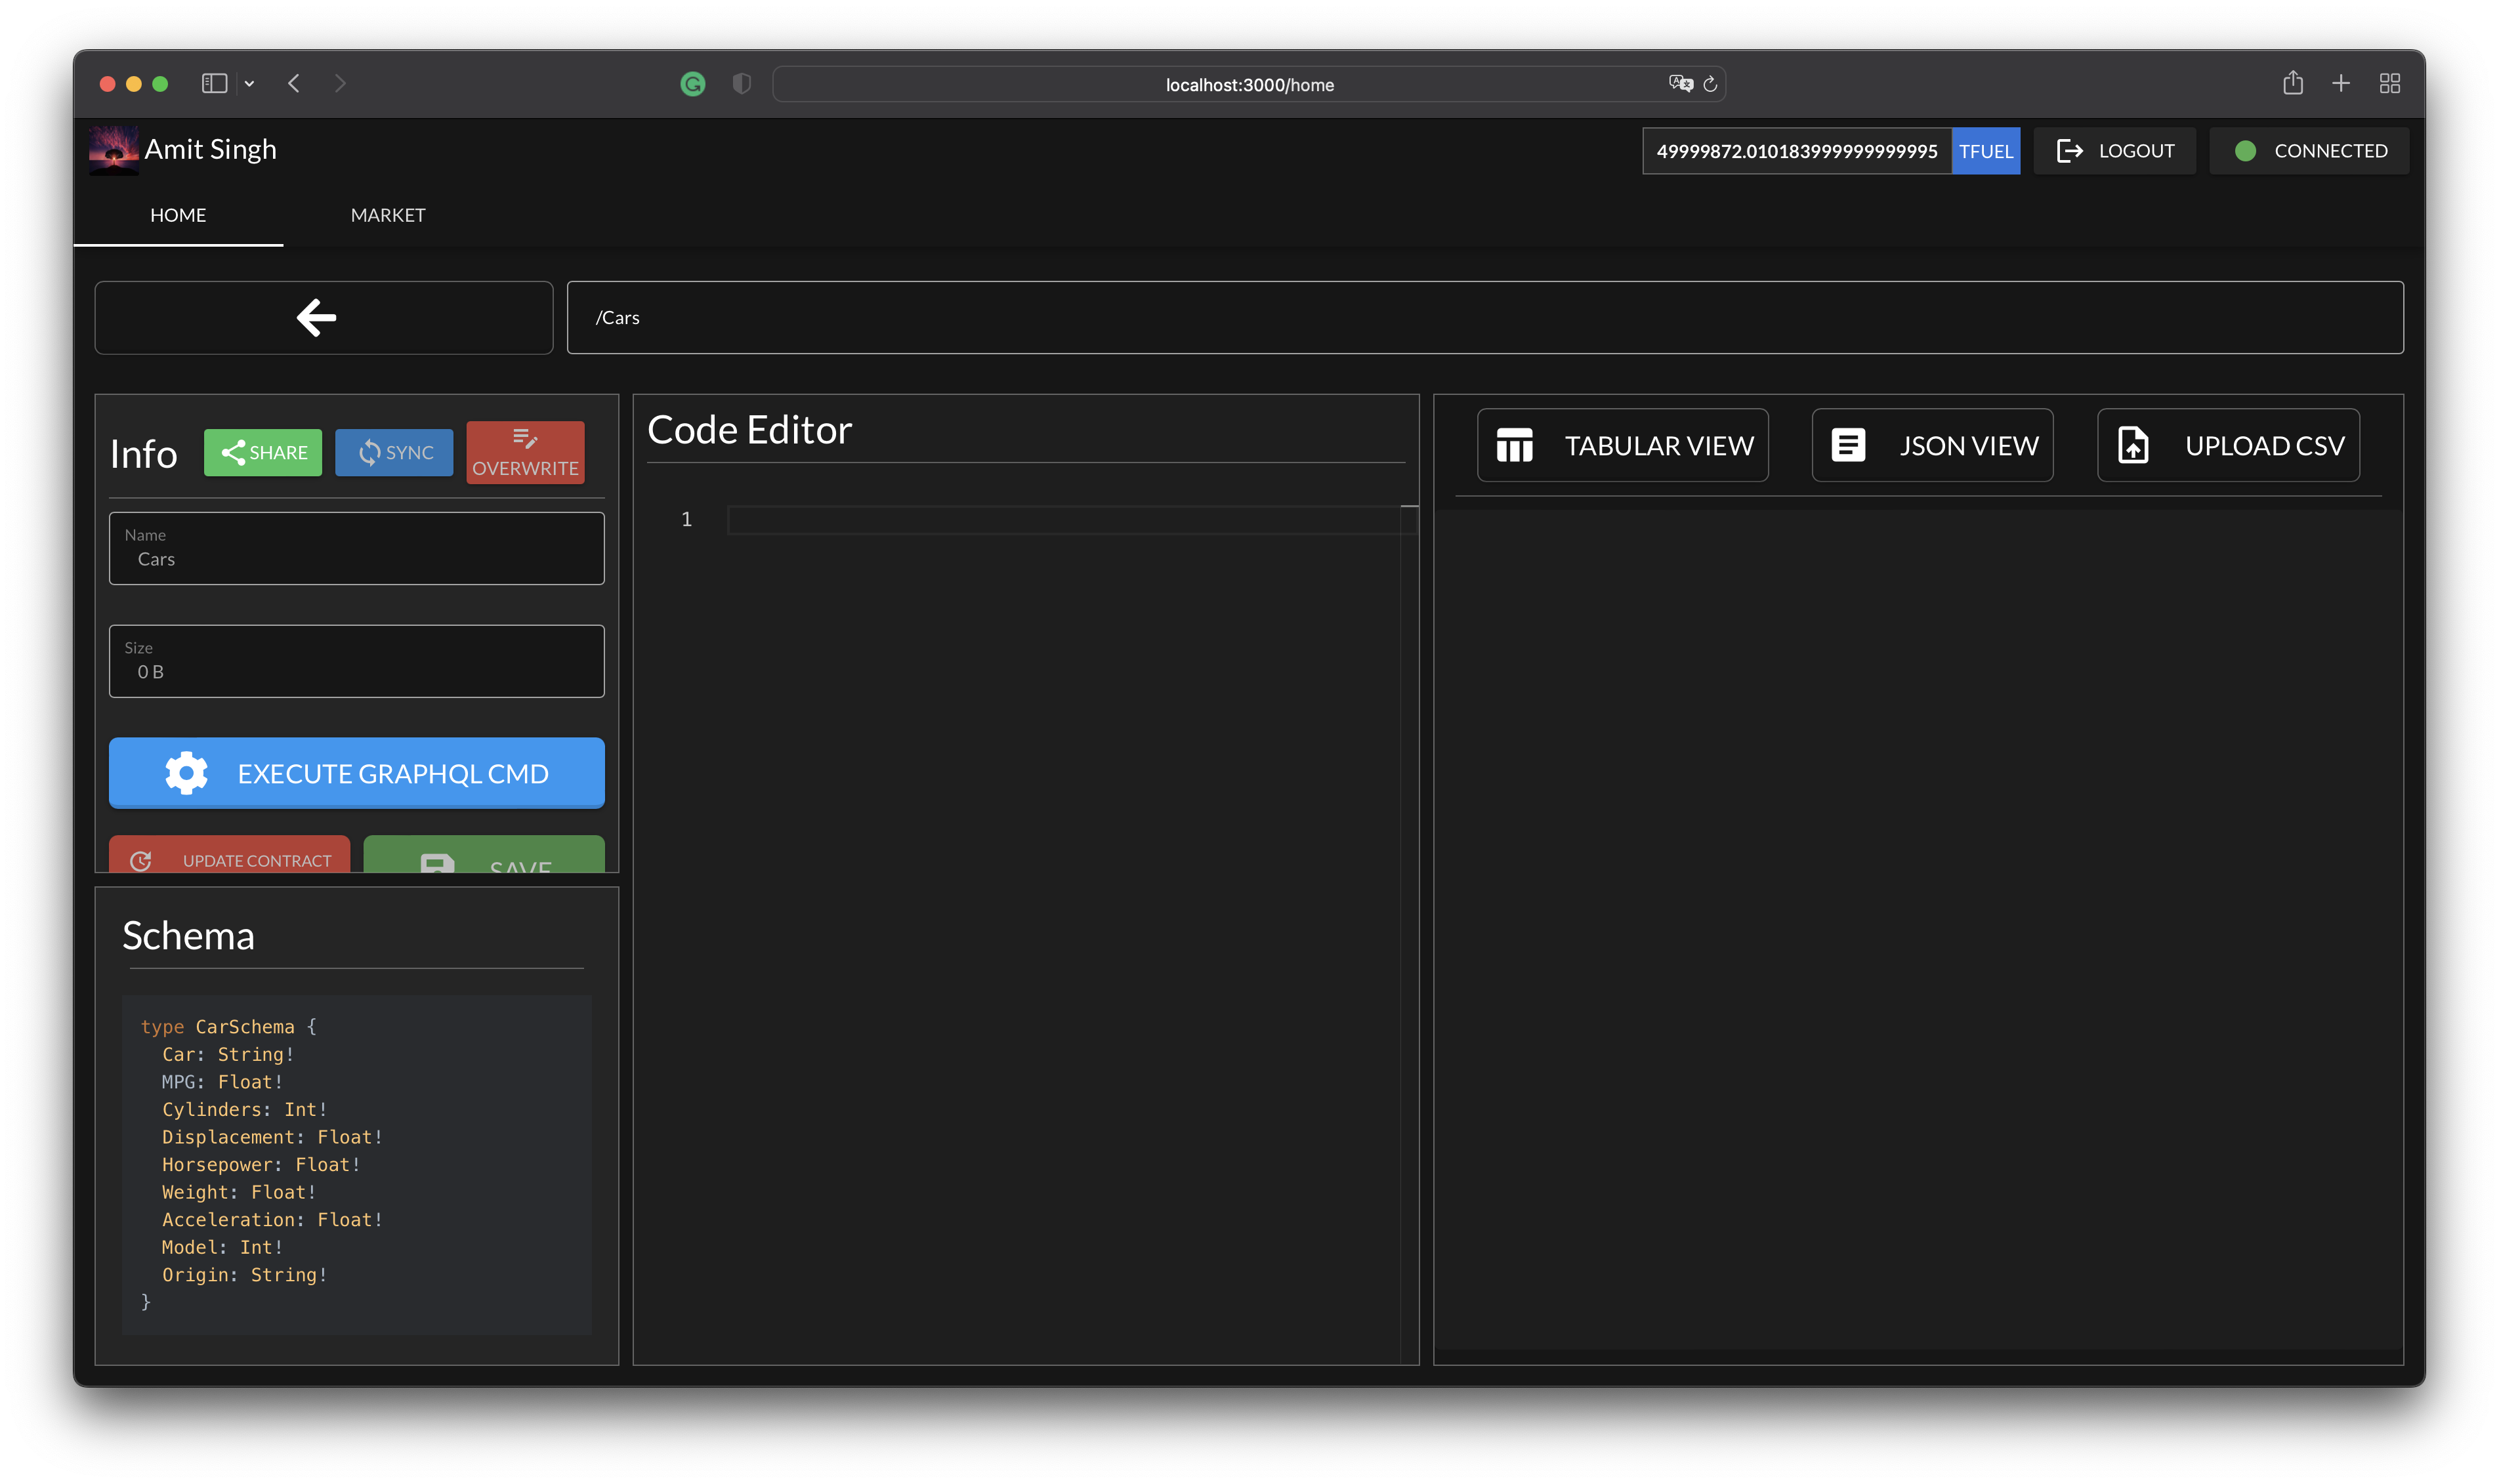 localhost:3000/home
Amit Singh
49999872.010183999999999995 TFUEL LOGOUT CONNECTED
HOME MARKET
/Cars
Info SHARE SYNC OVERWRITE
Name
Cars
Size
0 B
EXECUTE GRAPHQL CMD
UPDATE CONTRACT SAVE
Schema
type CarSchema {
  Car: String!
  MPG: Float!
  Cylinders: Int!
  Displacement: Float!
  Horsepower: Float!
  Weight: Float!
  Acceleration: Float!
  Model: Int!
  Origin: String!
}
Code Editor
1
TABULAR VIEW JSON VIEW UPLOAD CSV